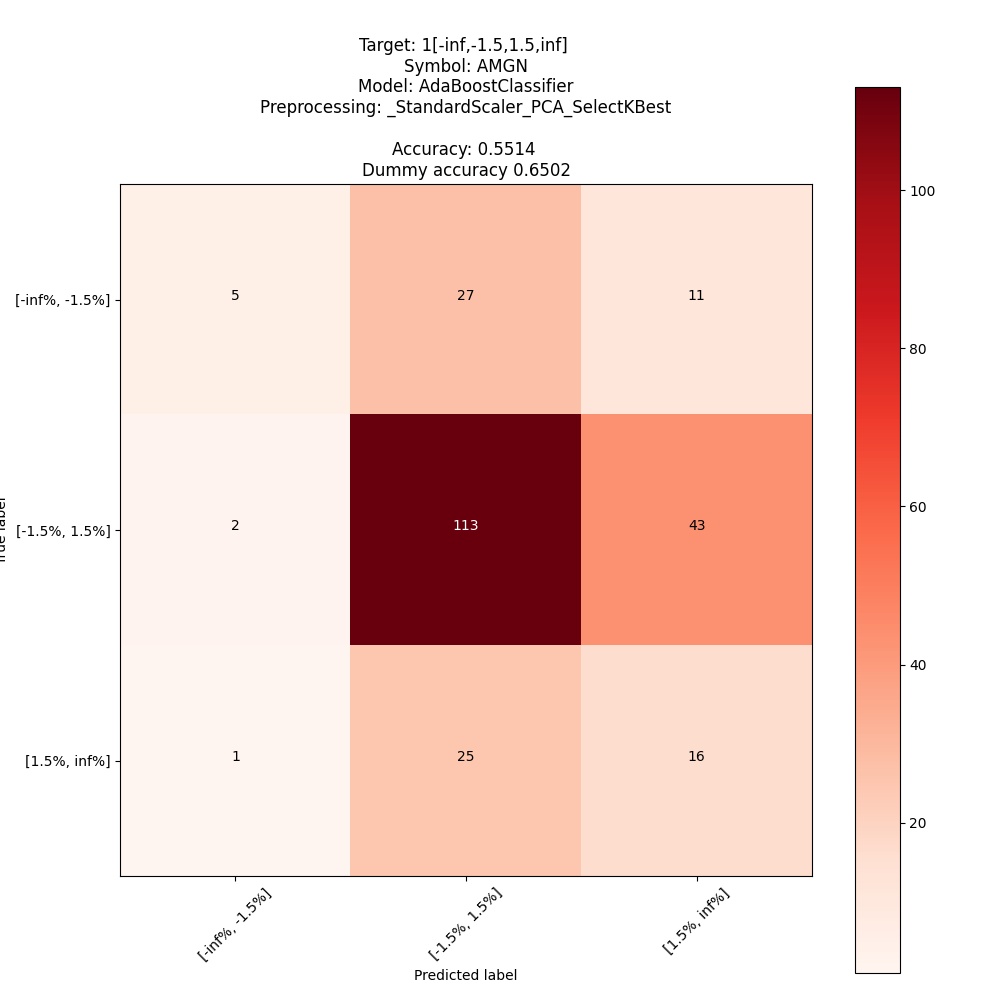 Target: 1[-inf,-1.5,1.5,inf]
Symbol: AMGN
Model: AdaBoostClassifier
Preprocessing: _StandardScaler_PCA_SelectKBest
Accuracy: 0.5514
Dummy accuracy 0.6502
[-inf%, -1.5%] 5 27 11
[-1.5%, 1.5%] 2 113 43
[1.5%, inf%] 1 25 16
[-inf%, -1.5%] [-1.5%, 1.5%] [1.5%, inf%]
Predicted label
100
80
60
40
20